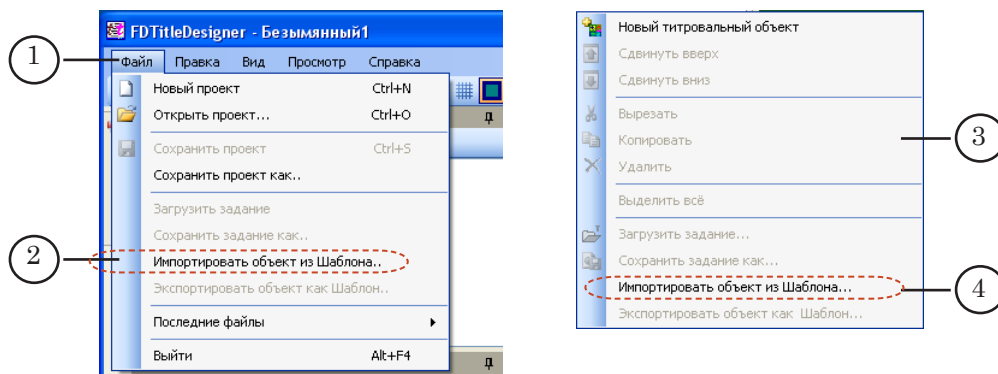 FDTitleDesigner - Безымянный1
1
Файл Правка Вид Просмотр Справка
Новый проект Ctrl+N
Открыть проект... Ctrl+O
Сохранить проект Ctrl+S
Сохранить проект как..
Загрузить задание
Сохранить задание как..
2
Импортировать объект из Шаблона..
Экспортировать объект как Шаблон..
Последние файлы
Выйти Alt+F4
Новый титровальный объект
Сдвинуть вверх
Сдвинуть вниз
Вырезать
Копировать
3
Удалить
Выделить всё
Загрузить задание...
Сохранить задание как...
Импортировать объект из Шаблона...
4
Экспортировать объект как Шаблон...